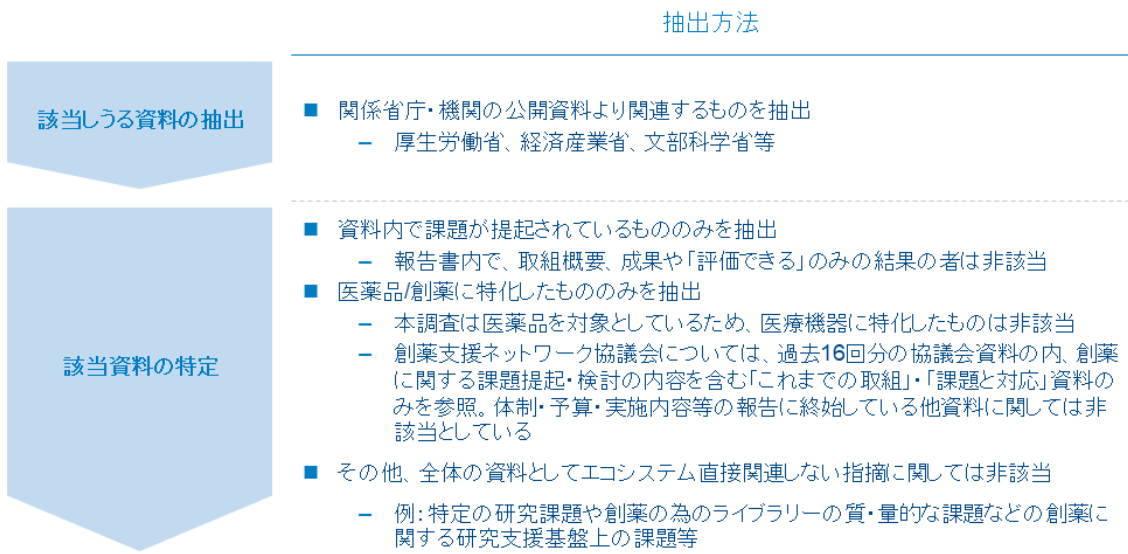 抽出方法
該当しうる資料の抽出
■ 関係省庁・機関の公開資料より関連するものを抽出
– 厚生労働省、経済産業省、文部科学省等
該当資料の特定
■ 資料内で課題が提起されているもののみを抽出
– 報告書内で、取組概要、成果や「評価できる」のみの結果の者は非該当
■ 医薬品/創薬に特化したもののみを抽出
– 本調査は医薬品を対象としているため、医療機器に特化したものは非該当
– 創薬支援ネットワーク協議会については、過去16回分の協議会資料の内、創薬
に関する課題提起・検討の内容を含む「これまでの取組」・「課題と対応」資料の
みを参照。体制・予算・実施内容等の報告に終始している他資料に関しては非
該当としている
■ その他、全体の資料としてエコシステム直接関連しない指摘に関しては非該当
– 例：特定の研究課題や創薬の為のライブラリーの質・量的な課題などの創薬に
関する研究支援基盤上の課題等